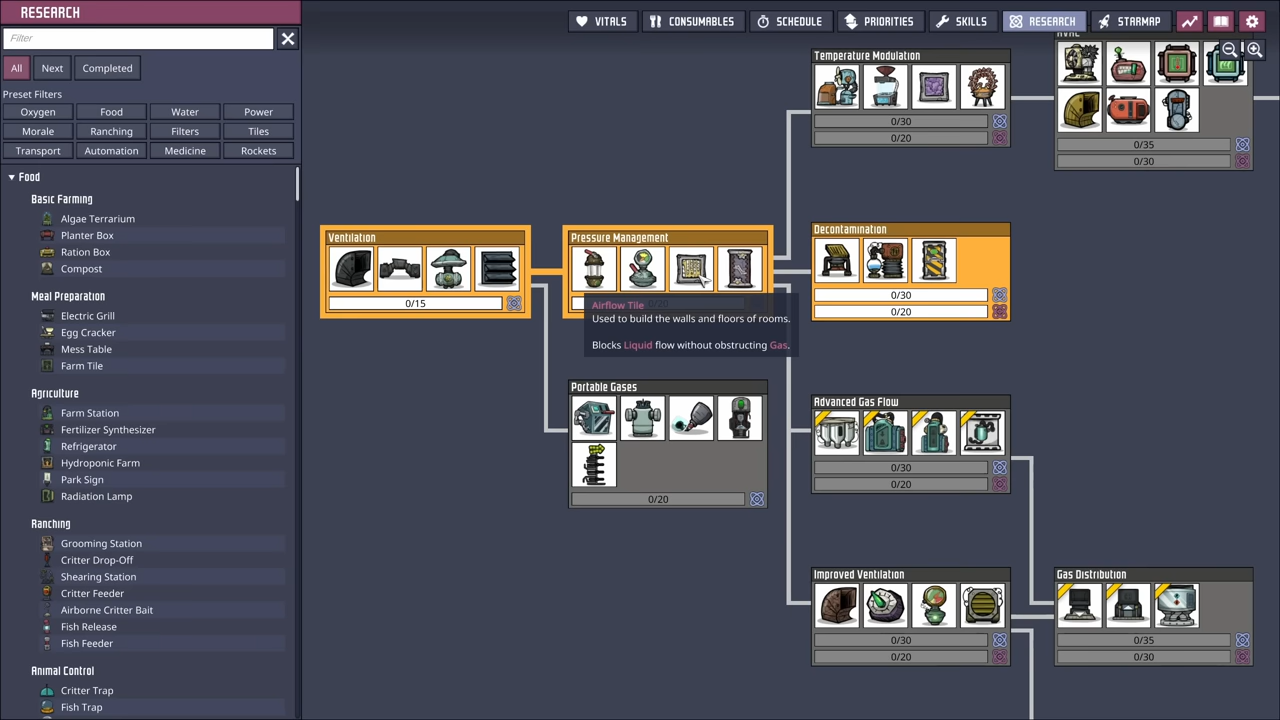 RESEARCH
VITALS
CONSUMABLES
SCHEDULE
PRIORITIES
SKILLS
RESEARCH
STARMAP
Filter
All
Next
Completed
Preset Filters
Oxygen
Food
Water
Power
Morale
Ranching
Filters
Tiles
Transport
Automation
Medicine
Rockets
Food
Basic Farming
Algae Terrarium
Planter Box
Ration Box
Compost
Meal Preparation
Electric Grill
Egg Cracker
Mess Table
Farm Tile
Agriculture
Farm Station
Fertilizer Synthesizer
Refrigerator
Hydroponic Farm
Park Sign
Radiation Lamp
Ranching
Grooming Station
Critter Drop-Off
Shearing Station
Critter Feeder
Airborne Critter Bait
Fish Release
Fish Feeder
Animal Control
Critter Trap
Fish Trap
Ventilation
0/15
Pressure Management
0/20
Airflow Tile
Used to build the walls and floors of rooms.
Blocks Liquid flow without obstructing Gas.
Portable Gases
0/20
Temperature Modulation
0/30
0/20
HVAC
0/35
0/30
Decontamination
0/30
0/20
Advanced Gas Flow
0/30
0/20
Improved Ventilation
0/30
0/20
Gas Distribution
0/35
0/30